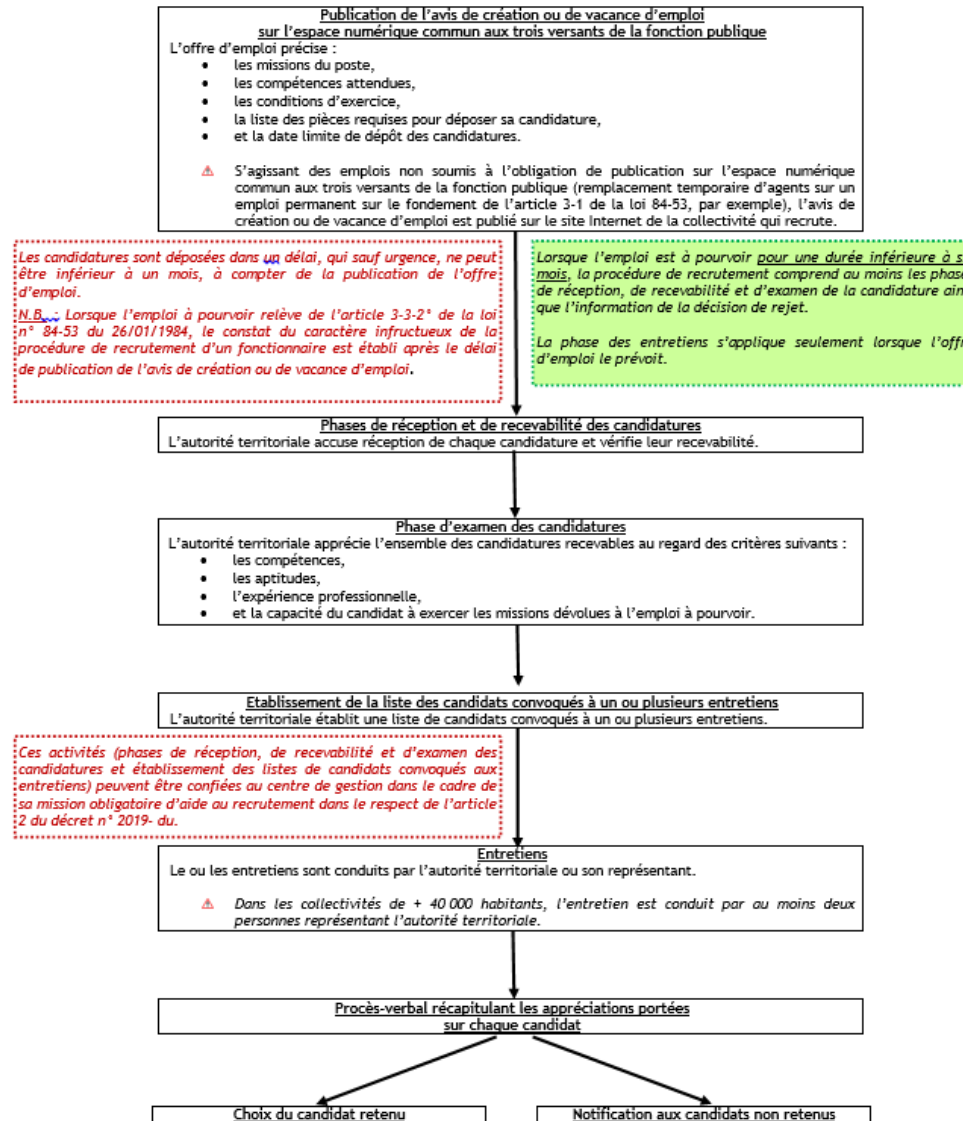 Publication de l’avis de création ou de vacance d’emploi
sur l’espace numérique commun aux trois versants de la fonction publique
L’offre d’emploi précise :
• les missions du poste,
• les compétences attendues,
• les conditions d’exercice,
• la liste des pièces requises pour déposer sa candidature,
• et la date limite de dépôt des candidatures.
⚠ S’agissant des emplois non soumis à l’obligation de publication sur l’espace numérique
commun aux trois versants de la fonction publique (remplacement temporaire d’agents sur un
emploi permanent sur le fondement de l’article 3-1 de la loi 84-53, par exemple), l’avis de
création ou de vacance d’emploi est publié sur le site Internet de la collectivité qui recrute.
Les candidatures sont déposées dans un délai, qui sauf urgence, ne peut
être inférieur à un mois, à compter de la publication de l’offre
d’emploi.
N.B. : Lorsque l’emploi à pourvoir relève de l’article 3-3-2° de la loi
n° 84-53 du 26/01/1984, le constat du caractère infructueux de la
procédure de recrutement d’un fonctionnaire est établi après le délai
de publication de l’avis de création ou de vacance d’emploi.
Lorsque l’emploi est à pourvoir pour une durée inférieure à
mois, la procédure de recrutement comprend au moins les
de réception, de recevabilité et d’examen de la candidature
que l’information de la décision de rejet.
La phase des entretiens s’applique seulement lorsque
d’emploi le prévoit.
Phases de réception et de recevabilité des candidatures
L’autorité territoriale accuse réception de chaque candidature et vérifie leur recevabilité.
Phase d’examen des candidatures
L’autorité territoriale apprécie l’ensemble des candidatures recevables au regard des critères suivants :
• les compétences,
• les aptitudes,
• l’expérience professionnelle,
• et la capacité du candidat à exercer les missions dévolues à l’emploi à pourvoir.
Etablissement de la liste des candidats convoqués à un ou plusieurs entretiens
L’autorité territoriale établit une liste de candidats convoqués à un ou plusieurs entretiens.
Ces activités (phases de réception, de recevabilité et d’examen des
candidatures et établissement des listes de candidats convoqués aux
entretiens) peuvent être confiées au centre de gestion dans le cadre de
sa mission obligatoire d’aide au recrutement dans le respect de l’article
2 du décret n° 2019- du.
Entretiens
Le ou les entretiens sont conduits par l’autorité territoriale ou son représentant.
⚠ Dans les collectivités de + 40 000 habitants, l’entretien est conduit par au moins deux
personnes représentant l’autorité territoriale.
Procès-verbal récapitulant les appréciations portées
sur chaque candidat
Choix du candidat retenu
Notification aux candidats non retenus